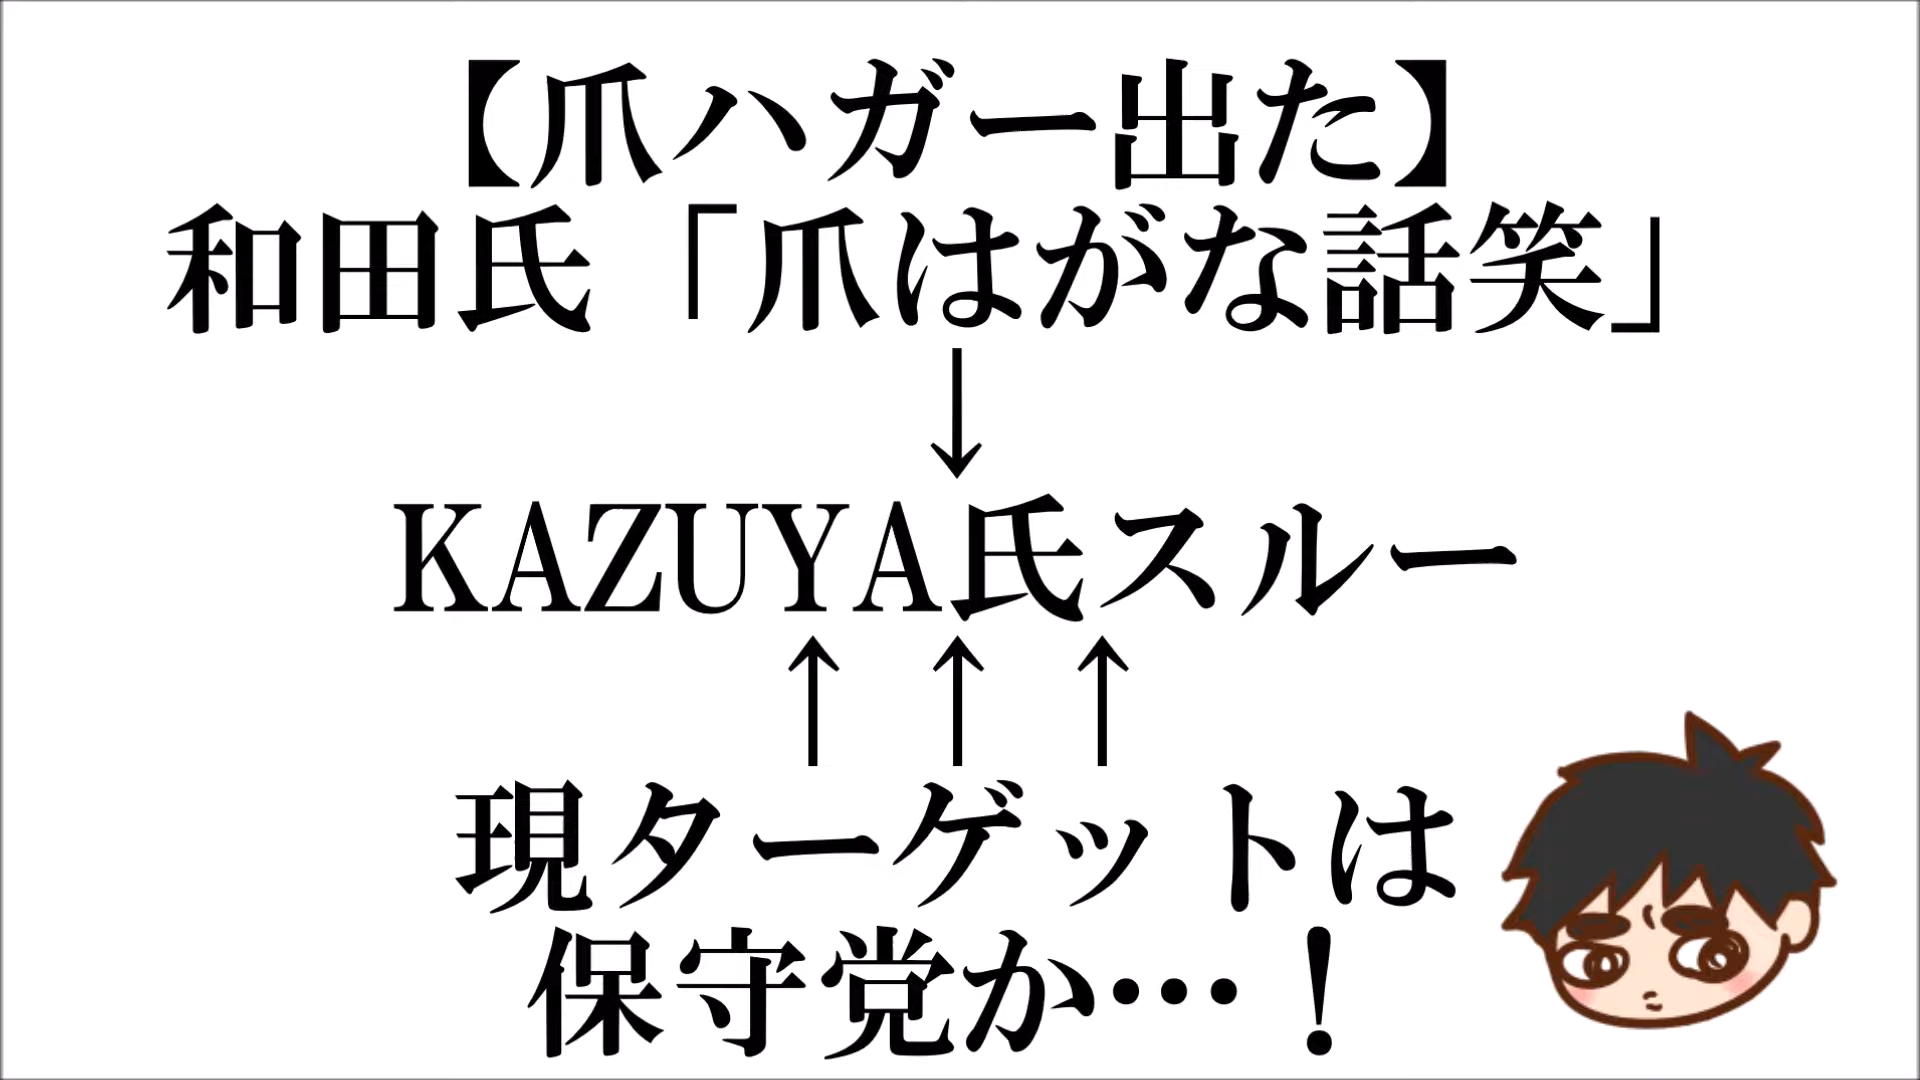 【爪ハガー出た】
和田氏「爪はがな話笑」
↓
KAZUYA氏スルー
↑↑↑
現ターゲットは
保守党か…！